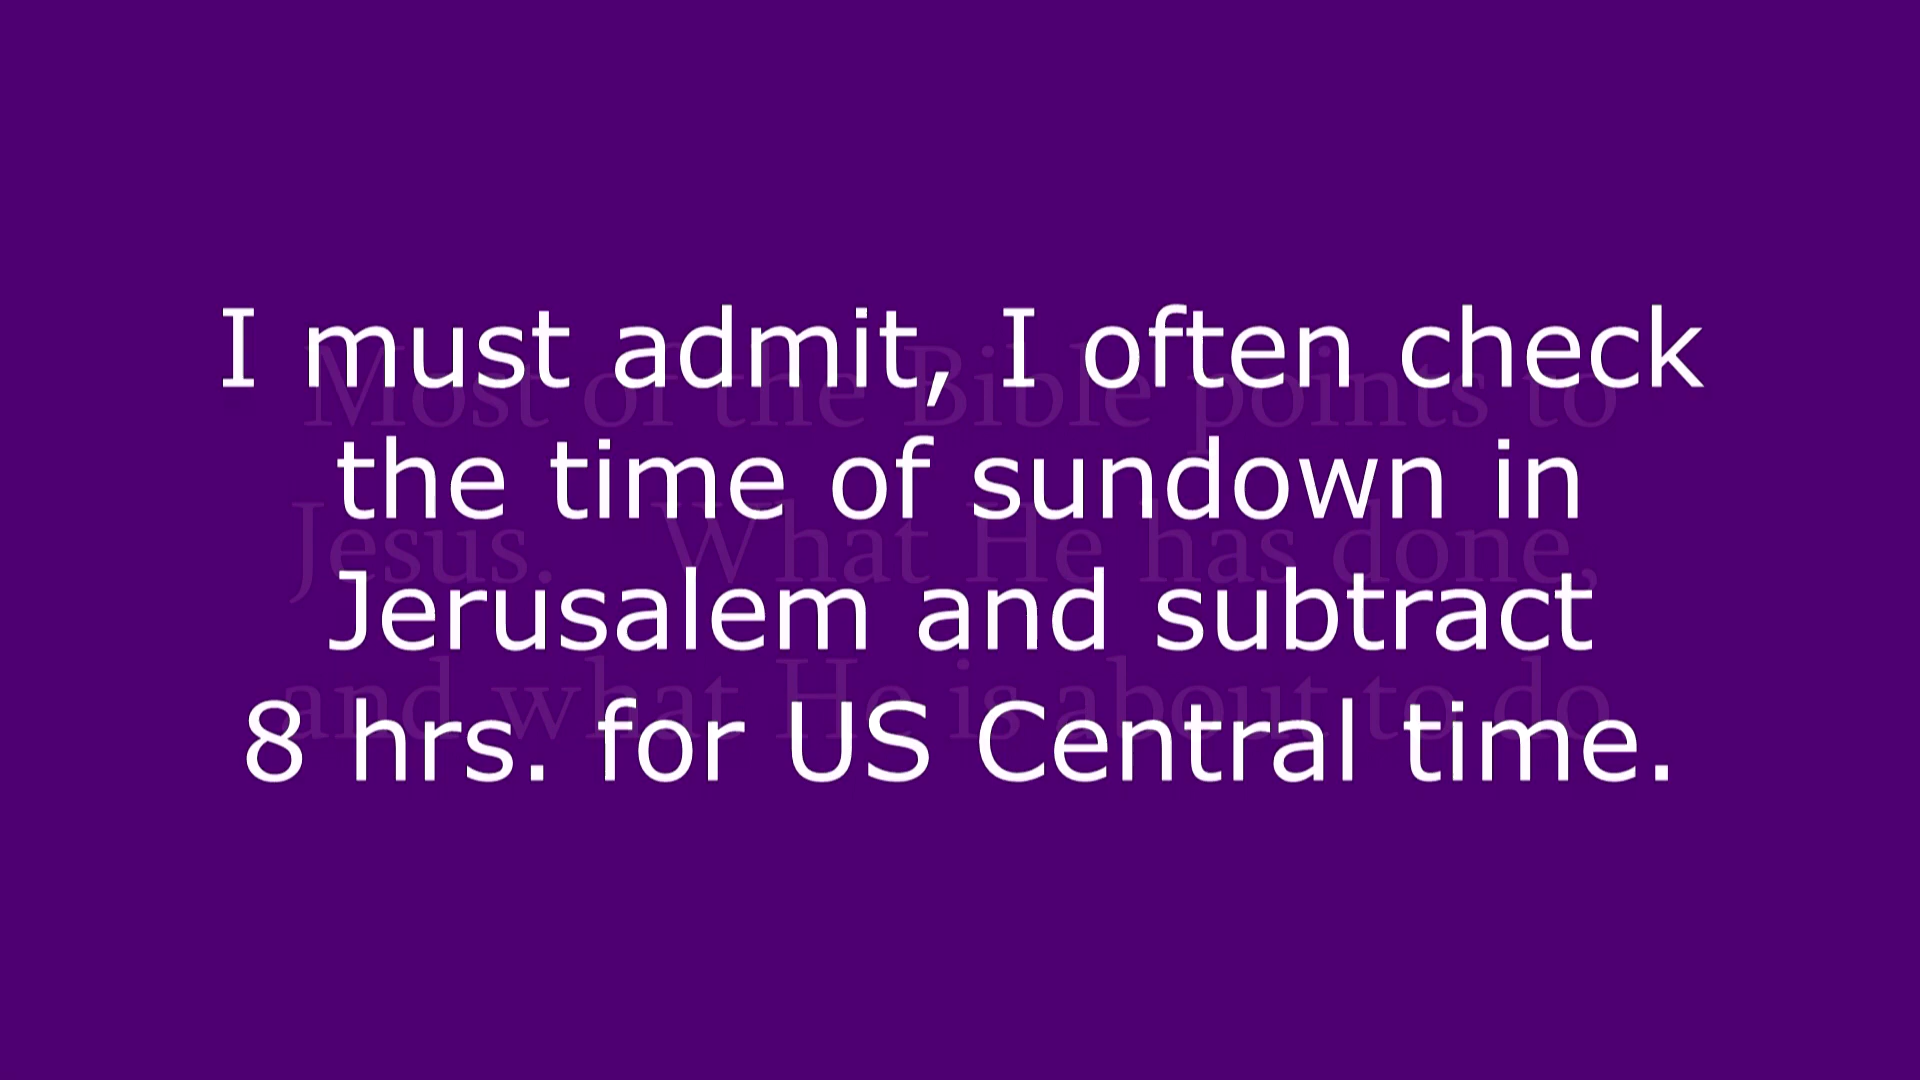 I must admit, I often check
the time of sundown in
Jerusalem and subtract
8 hrs. for US Central time.
Most of the Bible points to
Jesus. What He has done,
and what He is about to do.